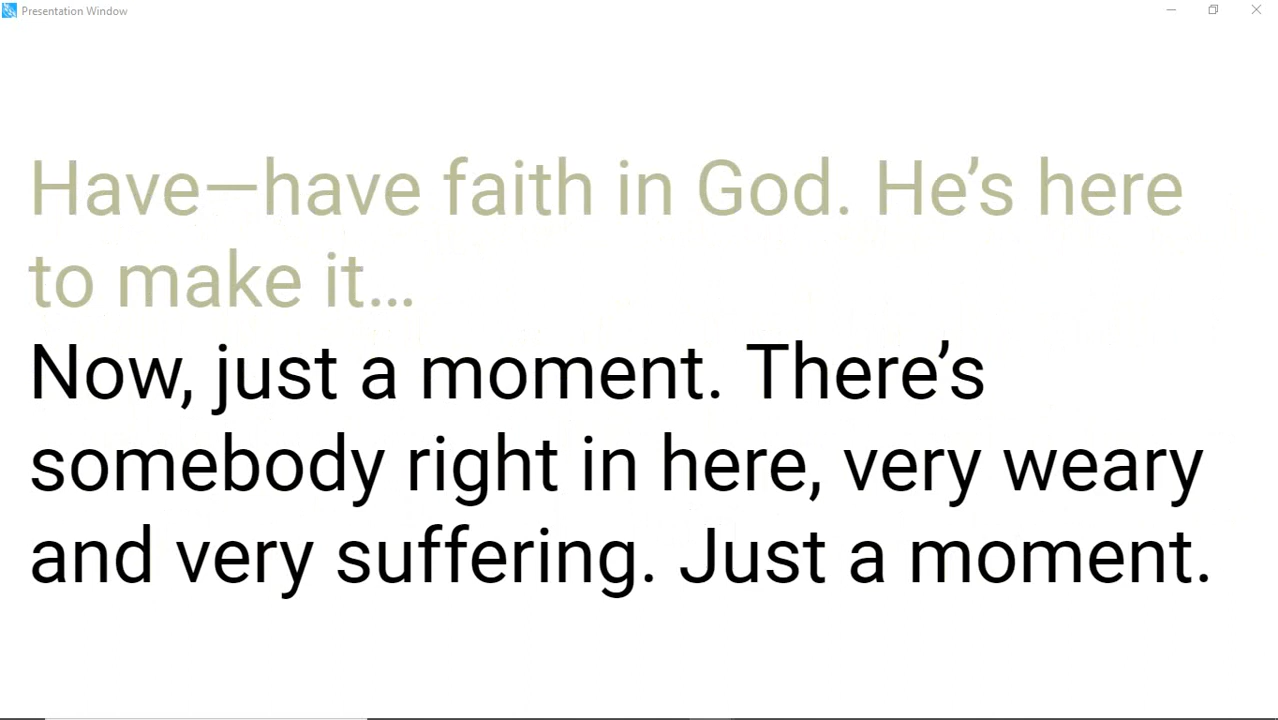 Presentation Window
Have—have faith in God. He’s here
to make it…
Now, just a moment. There’s
somebody right in here, very weary
and very suffering. Just a moment.